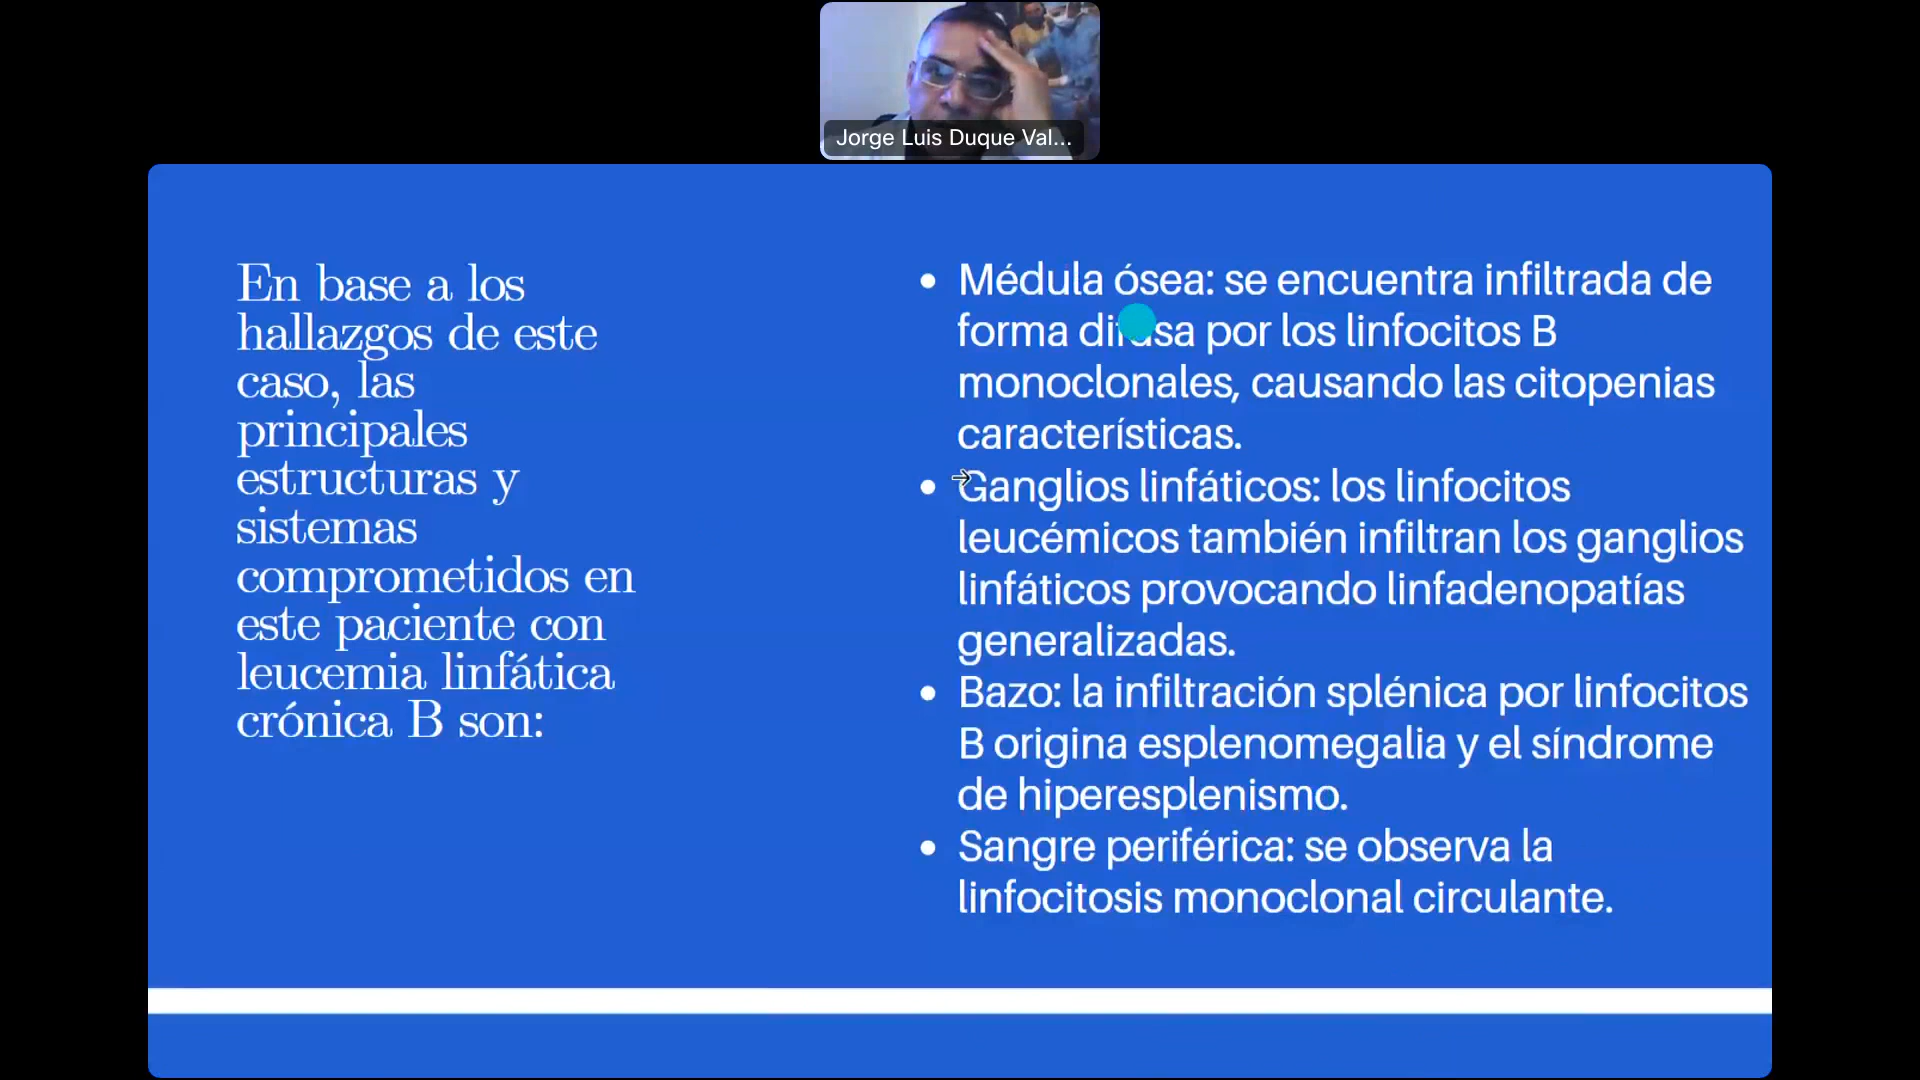 Jorge Luis Duque Val...
En base a los
hallazgos de este
caso, las
principales
estructuras y
sistemas
comprometidos en
este paciente con
leucemia linfática
crónica B son:
• Médula ósea: se encuentra infiltrada de
forma difusa por los linfocitos B
monoclonales, causando las citopenias
características.
• Ganglios linfáticos: los linfocitos
leucémicos también infiltran los ganglios
linfáticos provocando linfadenopatías
generalizadas.
• Bazo: la infiltración splénica por linfocitos
B origina esplenomegalia y el síndrome
de hiperesplenismo.
• Sangre periférica: se observa la
linfocitosis monoclonal circulante.